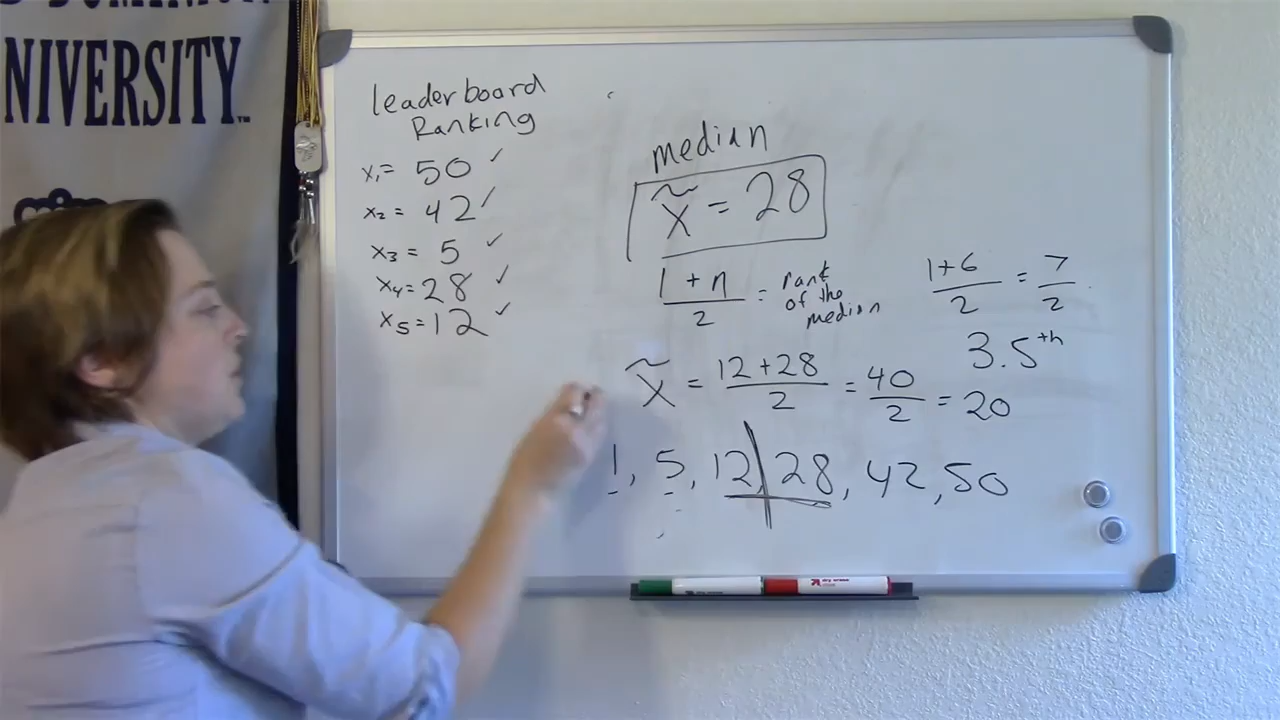 NIVERSITY™
leaderboard
Ranking
x₁= 50 ✓
x₂ = 42 ✓
x₃ = 5 ✓
x₄=28 ✓
x₅=12 ✓
median
x̃ = 28
(1 + n)/2 = rank
of the
median
(1+6)/2 = 7/2
3.5th
x̃ = (12+28)/2 = 40/2 = 20
1, 5, 12, 28, 42, 50